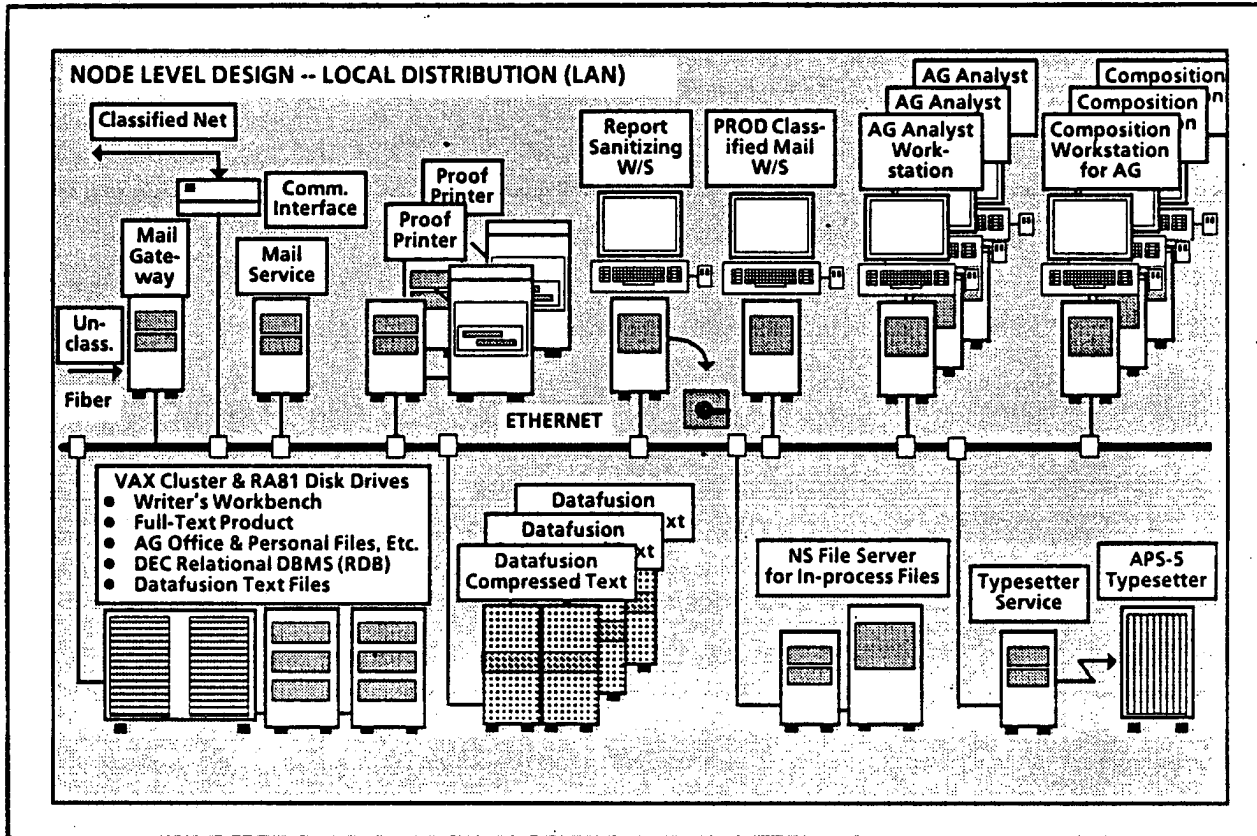 NODE LEVEL DESIGN -- LOCAL DISTRIBUTION (LAN)
Classified Net
Comm.
Interface
Mail
Gate-
way
Mail
Service
Un-
class.
Fiber
Proof
Printer
Proof
Printer
Report
Sanitizing
W/S
PROD Class-
ified Mail
W/S
AG Analyst
AG Analyst
AG Analyst
Work-
station
Composition
on
Composition
on
Composition
Workstation
for AG
ETHERNET
VAX Cluster & RA81 Disk Drives
● Writer's Workbench
● Full-Text Product
● AG Office & Personal Files, Etc.
● DEC Relational DBMS (RDB)
● Datafusion Text Files
Datafusion
xt
Datafusion
xt
Datafusion
Compressed Text
NS File Server
for In-process Files
Typesetter
Service
APS-5
Typesetter